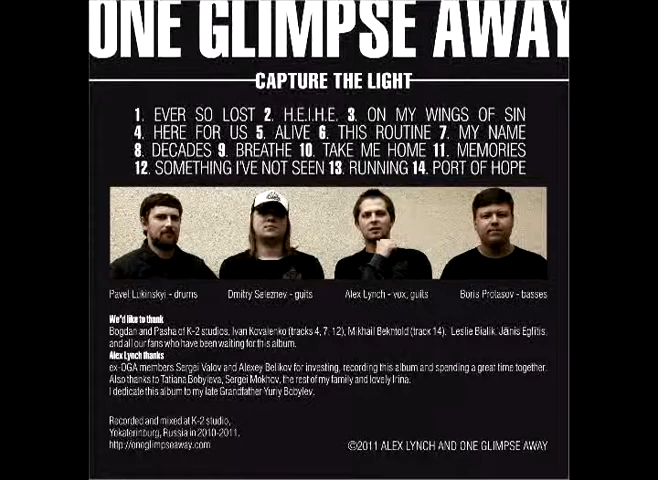 ONE GLIMPSE AWAY
CAPTURE THE LIGHT
1. EVER SO LOST 2. H.E.I.H.E. 3. ON MY WINGS OF SIN
4. HERE FOR US 5. ALIVE 6. THIS ROUTINE 7. MY NAME
8. DECADES 9. BREATHE 10. TAKE ME HOME 11. MEMORIES
12. SOMETHING I'VE NOT SEEN 13. RUNNING 14. PORT OF HOPE
Pavel Lukinskyi - drums Dmitry Seleznev - guits Alex Lynch - vox, guits Boris Protasov - basses
We'd like to thank
Bogdan and Pasha of K-2 studios, Ivan Kovalenko (tracks 4, 7, 12), Mikhail Bekhtold (track 14), Leslie Bialik, Jānis Eglītis,
and all our fans who have been waiting for this album.
Alex Lynch thanks
ex-OGA members Sergei Valov and Alexey Belikov for investing, recording this album and spending a great time together.
Also thanks to Tatiana Bobyleva, Sergei Mokhov, the rest of my family and lovely Irina.
I dedicate this album to my late Grandfather Yuriy Bobylev.
Recorded and mixed at K-2 studio,
Yekaterinburg, Russia in 2010-2011.
http://oneglimpseaway.com
©2011 ALEX LYNCH AND ONE GLIMPSE AWAY